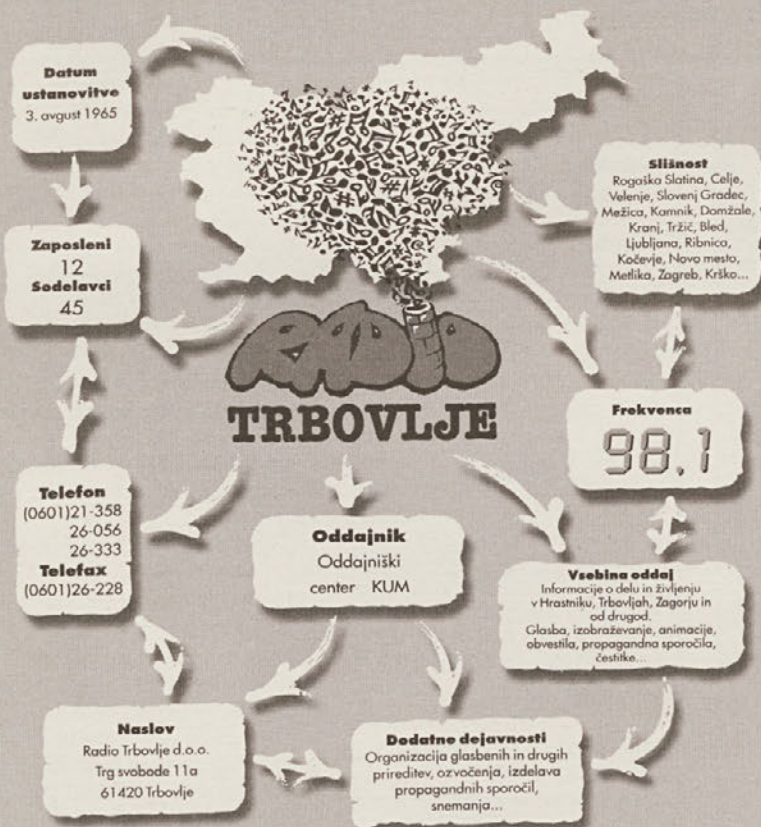 Datum
ustanovitve
3. avgust 1965
Slišnost
Rogaška Slatina, Celje,
Velenje, Slovenj Gradec,
Mežica, Kamnik, Domžale,
Kranj, Tržič, Bled,
Ljubljana, Ribnica,
Kočevje, Novo mesto,
Metlika, Zagreb, Krško...
Zaposleni
12
Sodelavci
45
RADIO
TRBOVLJE
Frekvenca
98.1
Telefon
(0601)21-358
26-056
26-333
Telefax
(0601)26-228
Oddajnik
Oddajniški
center KUM
Vsebina oddaj
Informacije o delu in življenju
v Hrastniku, Trbovljah, Zagorju in
od drugod.
Glasba, izobraževanje, animacije,
obvestila, propagandna sporočila,
čestitke...
Naslov
Radio Trbovlje d.o.o.
Trg svobode 11a
61420 Trbovlje
Dodatne dejavnosti
Organizacija glasbenih in drugih
prireditev, ozvočenja, izdelava
propagandnih sporočil,
snemanja...